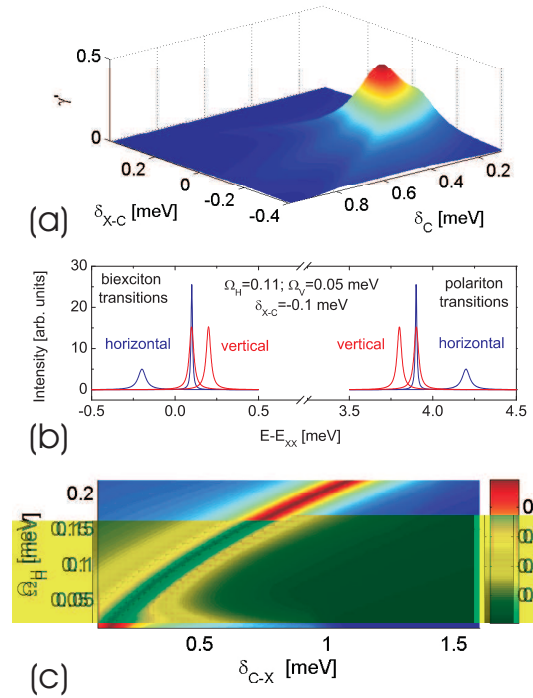 (a)
0.5
0
γ'
0.2
0
-0.2
-0.4
δX-C [meV]
0.8
0.6
0.4
0.2
δC [meV]
(b)
30
20
10
0
Intensity [arb. units]
biexciton
transitions
ΩH=0.11; ΩV=0.05 meV
δX-C=-0.1 meV
polariton
transitions
horizontal
vertical
vertical
horizontal
-0.5
0.0
0.5
3.5
4.0
4.5
E-EXX [meV]
(c)
0.2
0.15
0.1
0.05
[meV]
0.5
1
1.5
δC-X [meV]